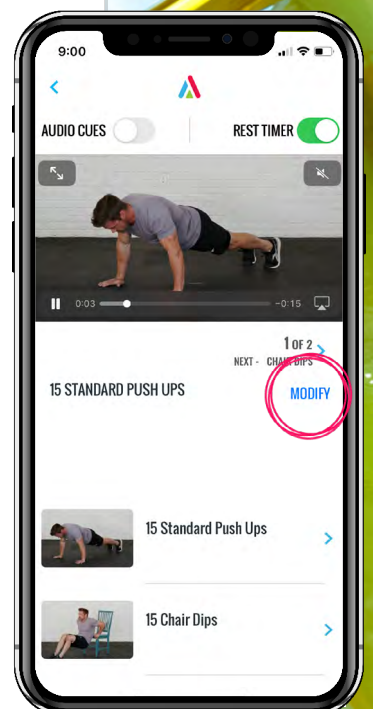 9:00
AUDIO CUES
REST TIMER
0:03
-0:15
1 OF 2
NEXT - CHAIR DIPS
15 STANDARD PUSH UPS
MODIFY
15 Standard Push Ups
15 Chair Dips